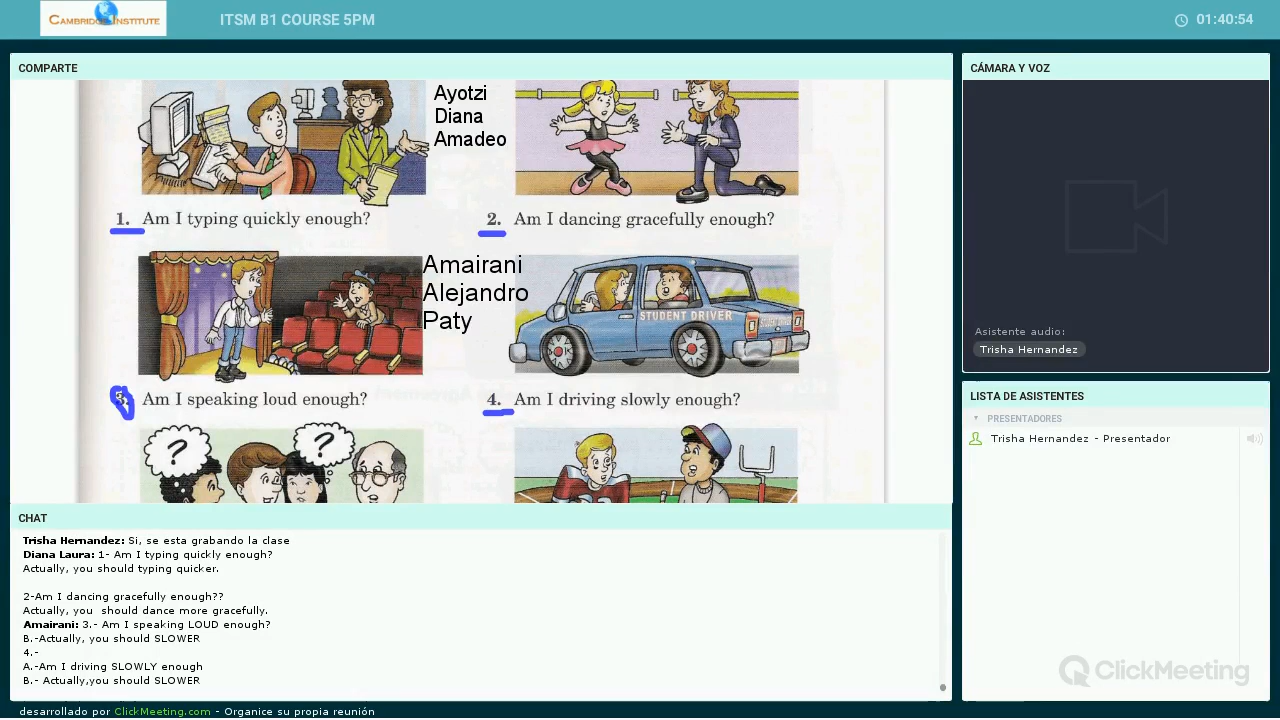 CAMBRIDGE INSTITUTE
ITSM B1 COURSE 5PM
01:40:54
COMPARTE
Ayotzi
Diana
Amadeo
1. Am I typing quickly enough?
2. Am I dancing gracefully enough?
Amairani
Alejandro
Paty
STUDENT DRIVER
Am I speaking loud enough?
4. Am I driving slowly enough?
? ?
CHAT
Trisha Hernandez: Si, se esta grabando la clase
Diana Laura: 1- Am I typing quickly enough?
Actually, you should typing quicker.
2-Am I dancing gracefully enough??
Actually, you should dance more gracefully.
Amairani: 3.- Am I speaking LOUD enough?
B.-Actually, you should SLOWER
4.-
A.-Am I driving SLOWLY enough
B.- Actually,you should SLOWER
CÁMARA Y VOZ
Asistente audio:
Trisha Hernandez
LISTA DE ASISTENTES
PRESENTADORES
Trisha Hernandez - Presentador
ClickMeeting
desarrollado por ClickMeeting.com - Organice su propia reunión